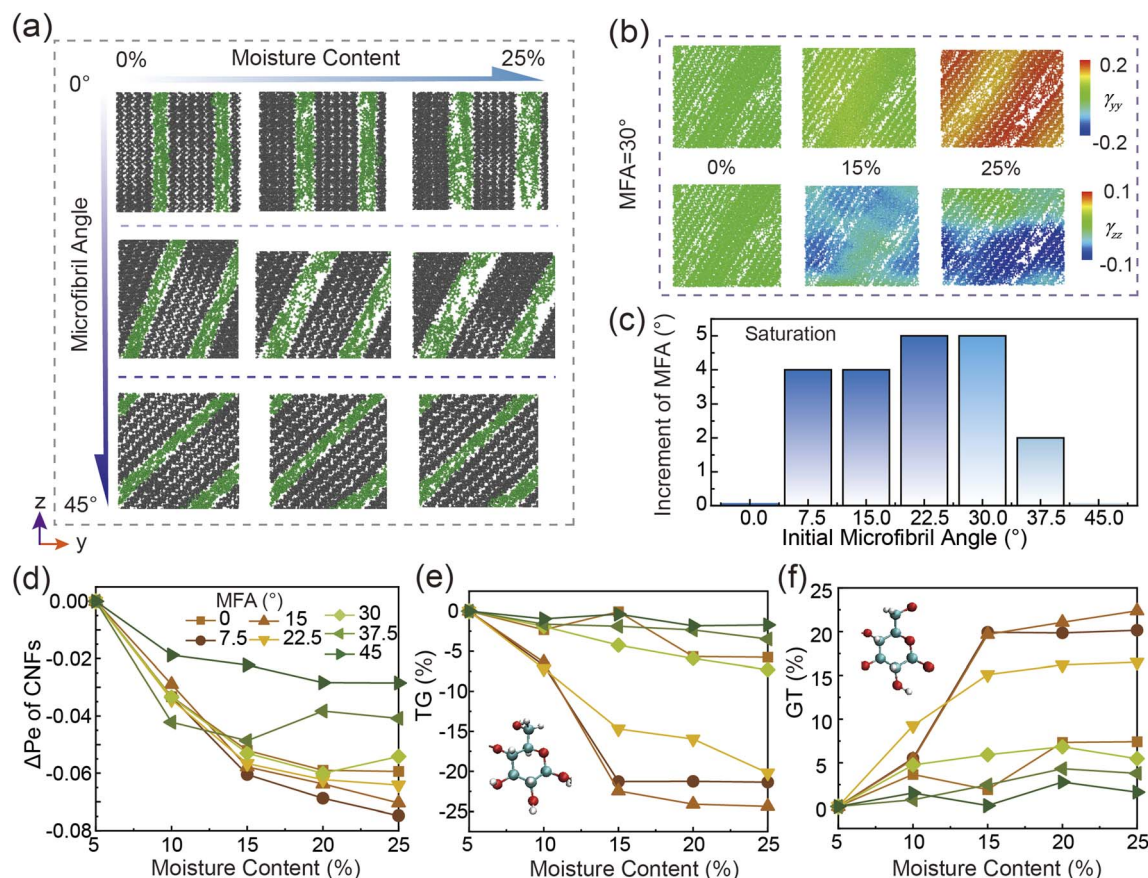 (a)
Moisture Content
0%
25%
0°
Microfibril Angle
45°
z
y
(b)
MFA=30°
0.2
γyy
-0.2
0%
15%
25%
0.1
γzz
-0.1
(c)
Saturation
Increment of MFA (°)
5
4
3
2
1
0
0.0 7.5 15.0 22.5 30.0 37.5 45.0
Initial Microfibril Angle (°)
(d)
MFA (°)
0 15 30
7.5 22.5 37.5
45
ΔPe of CNFs
0.00
-0.02
-0.04
-0.06
-0.08
5 10 15 20 25
Moisture Content (%)
(e)
TG (%)
0
-5
-10
-15
-20
-25
5 10 15 20 25
Moisture Content (%)
(f)
GT (%)
25
20
15
10
5
0
5 10 15 20 25
Moisture Content (%)